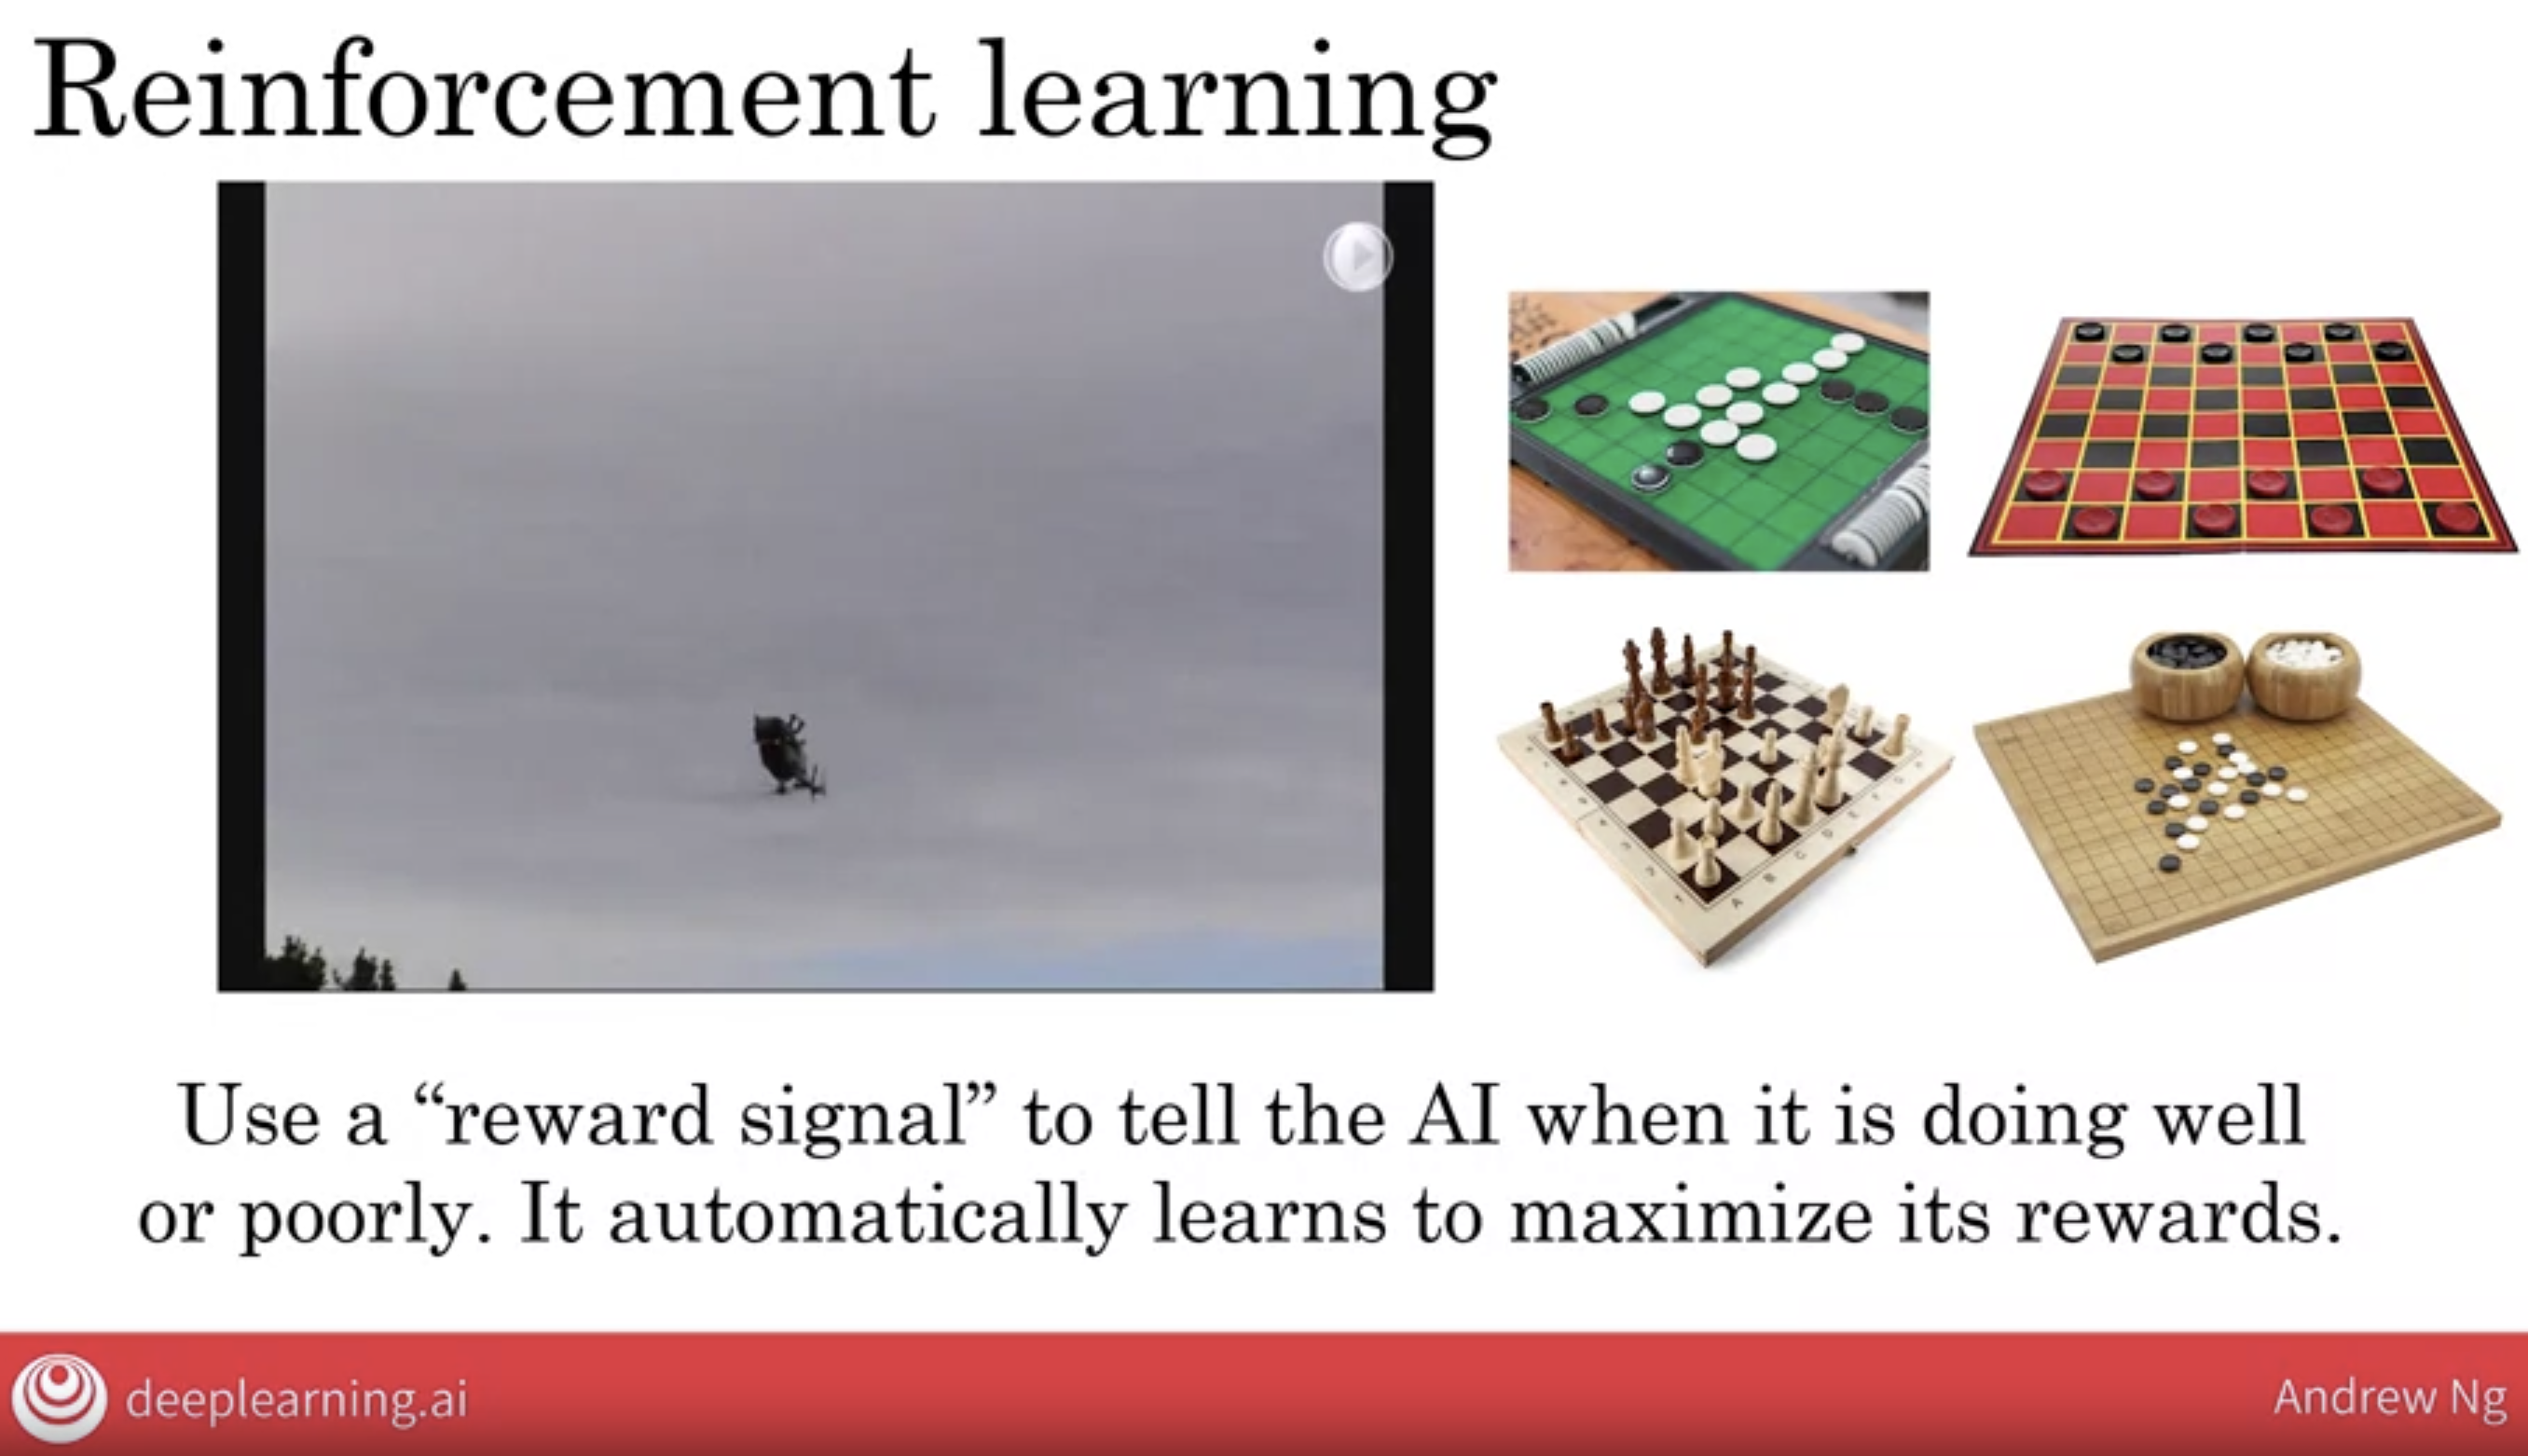 Reinforcement learning
Use a “reward signal” to tell the AI when it is doing well
or poorly. It automatically learns to maximize its rewards.
deeplearning.ai
Andrew Ng